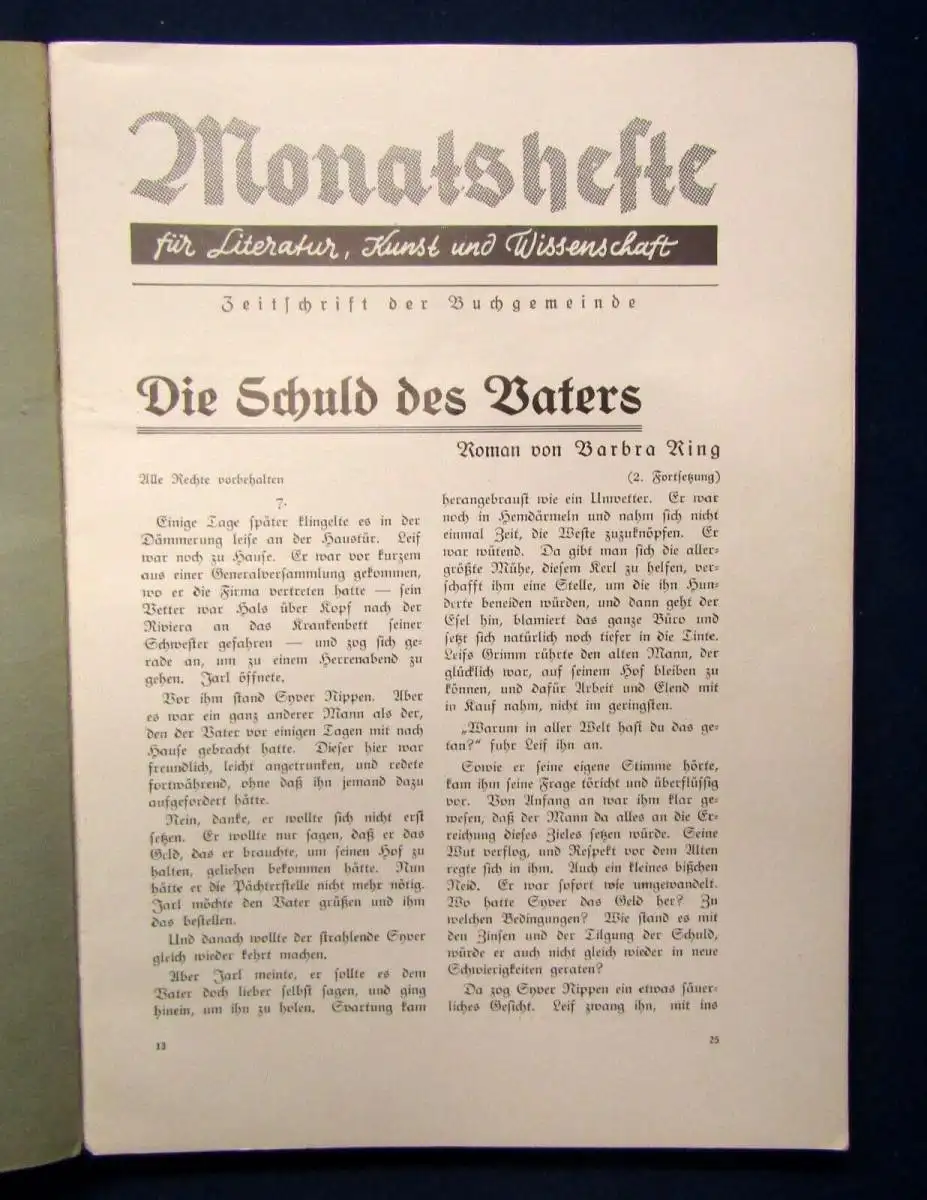 Monatshefte
für Literatur, Kunst und Wissenschaft
Zeitschrift der Buchgemeinde
Die Schuld des Vaters
Roman von Barbra Ring
Alle Rechte vorbehalten
7.
Einige Tage später klingelte es in der
Dämmerung leise an der Haustür. Leif
war noch zu Hause. Er war vor kurzem
aus einer Generalversammlung gekommen,
wo er die Firma vertreten hatte — sein
Vetter war Hals über Kopf nach der
Riviera an das Krankenbett seiner
Schwester gefahren — und zog sich ge-
rade an, um zu einem Herrenabend zu
gehen. Jarl öffnete.
Vor ihm stand Syver Rippen. Aber
es war ein ganz anderer Mann als der,
den der Vater vor einigen Tagen mit nach
Hause gebracht hatte. Dieser hier war
freundlich, leicht angetrunken, und redete
fortwährend, ohne daß ihn jemand dazu
aufgefordert hätte.
Nein, danke, er wollte sich nicht erst
setzen. Er wollte nur sagen, daß er das
Geld, das er brauchte, um seinen Hof zu
halten, geliehen bekommen hätte. Nun
hätte er die Pächterstelle nicht mehr nötig.
Jarl möchte den Vater grüßen und ihm
das bestellen.
Und danach wollte der strahlende Syver
gleich wieder kehrt machen.
Aber Jarl meinte, er sollte es dem
Vater doch lieber selbst sagen, und ging
hinein, um ihn zu holen. Svartung kam
13
(2. Fortsetzung)
herangebraust wie ein Unwetter. Er war
noch in Hemdärmeln und nahm sich nicht
einmal Zeit, die Weste zuzuknöpfen. Er
war wütend. Da gibt man sich die aller-
größte Mühe, diesem Kerl zu helfen, ver-
schafft ihm eine Stelle, um die ihn Hun-
derte beneiden würden, und dann geht der
Esel hin, blamiert das ganze Büro und
setzt sich natürlich noch tiefer in die Tinte.
Leifs Grimm rührte den alten Mann, der
glücklich war, auf seinem Hof bleiben zu
können, und dafür Arbeit und Elend mit
in Kauf nahm, nicht im geringsten.
„Warum in aller Welt hast du das ge-
tan?“ fuhr Leif ihn an.
Sowie er seine eigene Stimme hörte,
kam ihm seine Frage töricht und überflüssig
vor. Von Anfang an war ihm klar ge-
wesen, daß der Mann da alles an die Er-
reichung dieses Zieles setzen würde. Seine
Wut verflog, und Respekt vor dem Alten
regte sich in ihm. Auch ein kleines bißchen
Neid. Er war sofort wie umgewandelt.
Wo hatte Syver das Geld her? Zu
welchen Bedingungen? Wie stand es mit
den Zinsen und der Tilgung der Schuld,
würde er auch nicht gleich wieder in neue
Schwierigkeiten geraten?
Da zog Syver Rippen ein etwas säuer-
liches Gesicht. Leif zwang ihn, mit ins
25